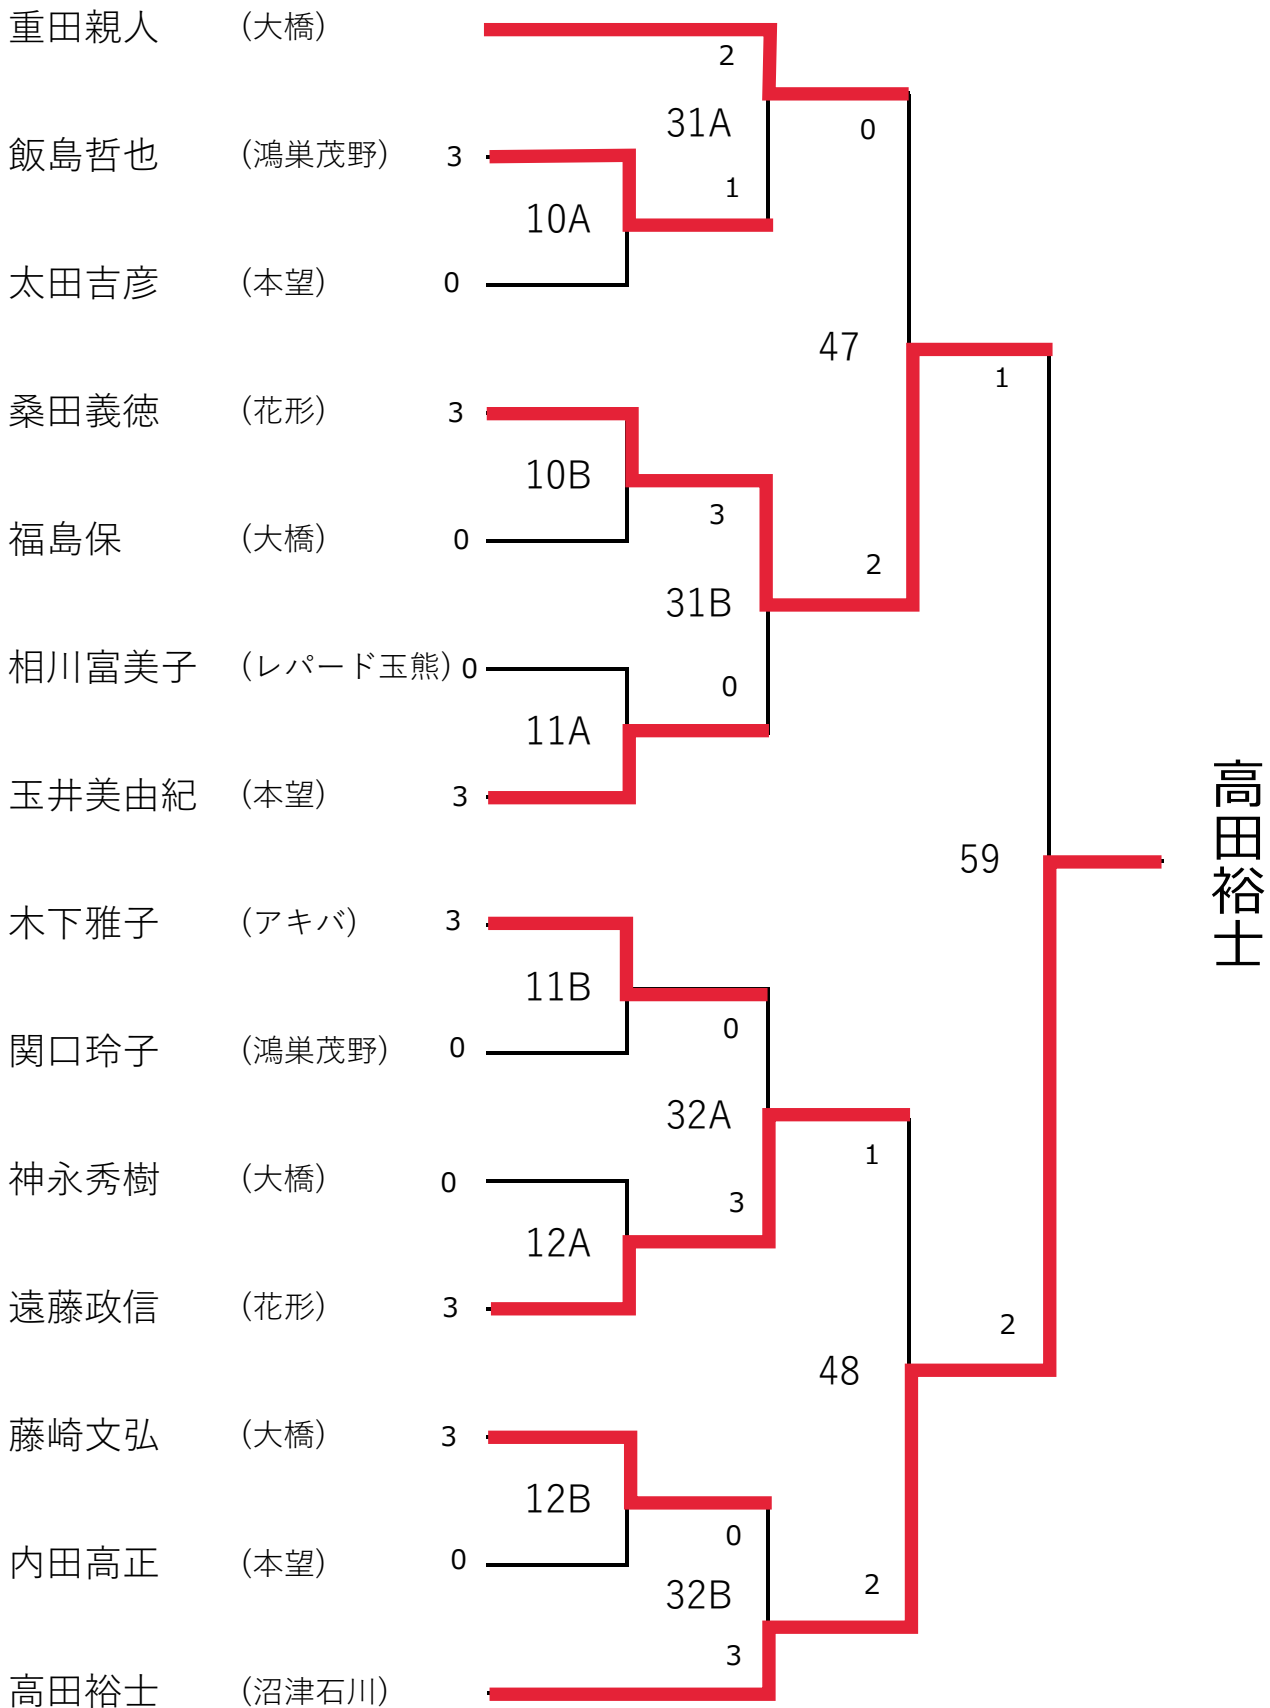 重田親人 (大橋)
2
31A
0
飯島哲也 (鴻巣茂野) 3
1
10A
太田吉彦 (本望) 0
47
1
桑田義徳 (花形) 3
10B
3
福島保 (大橋) 0
2
31B
相川富美子 (レパード玉熊) 0
0
11A
玉井美由紀 (本望) 3
59
高田裕士
木下雅子 (アキバ) 3
11B
0
関口玲子 (鴻巣茂野) 0
32A
1
神永秀樹 (大橋) 0
3
12A
遠藤政信 (花形) 3
2
48
藤崎文弘 (大橋) 3
12B
0
内田高正 (本望) 0
2
32B
3
高田裕士 (沼津石川)